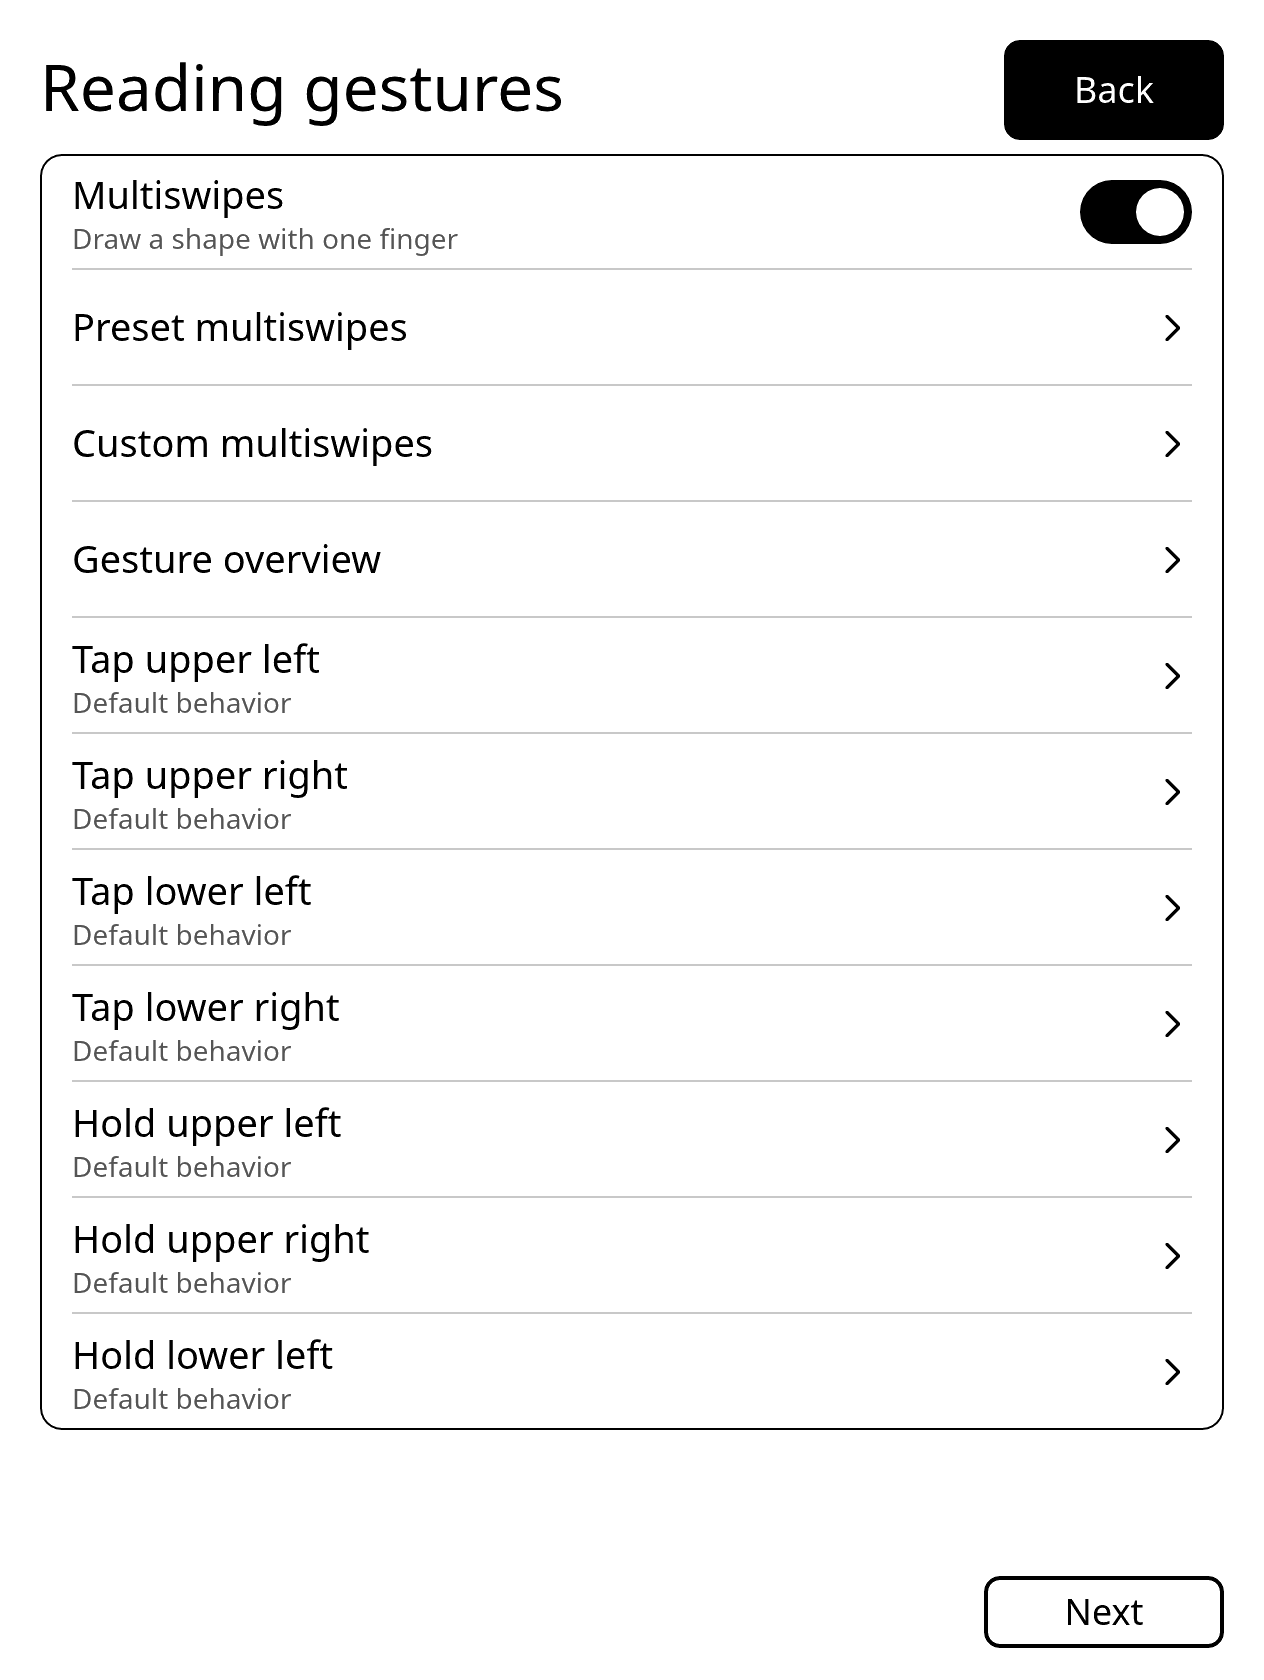 Reading gestures
Back
Multiswipes
Draw a shape with one finger
Preset multiswipes
Custom multiswipes
Gesture overview
Tap upper left
Default behavior
Tap upper right
Default behavior
Tap lower left
Default behavior
Tap lower right
Default behavior
Hold upper left
Default behavior
Hold upper right
Default behavior
Hold lower left
Default behavior
Next